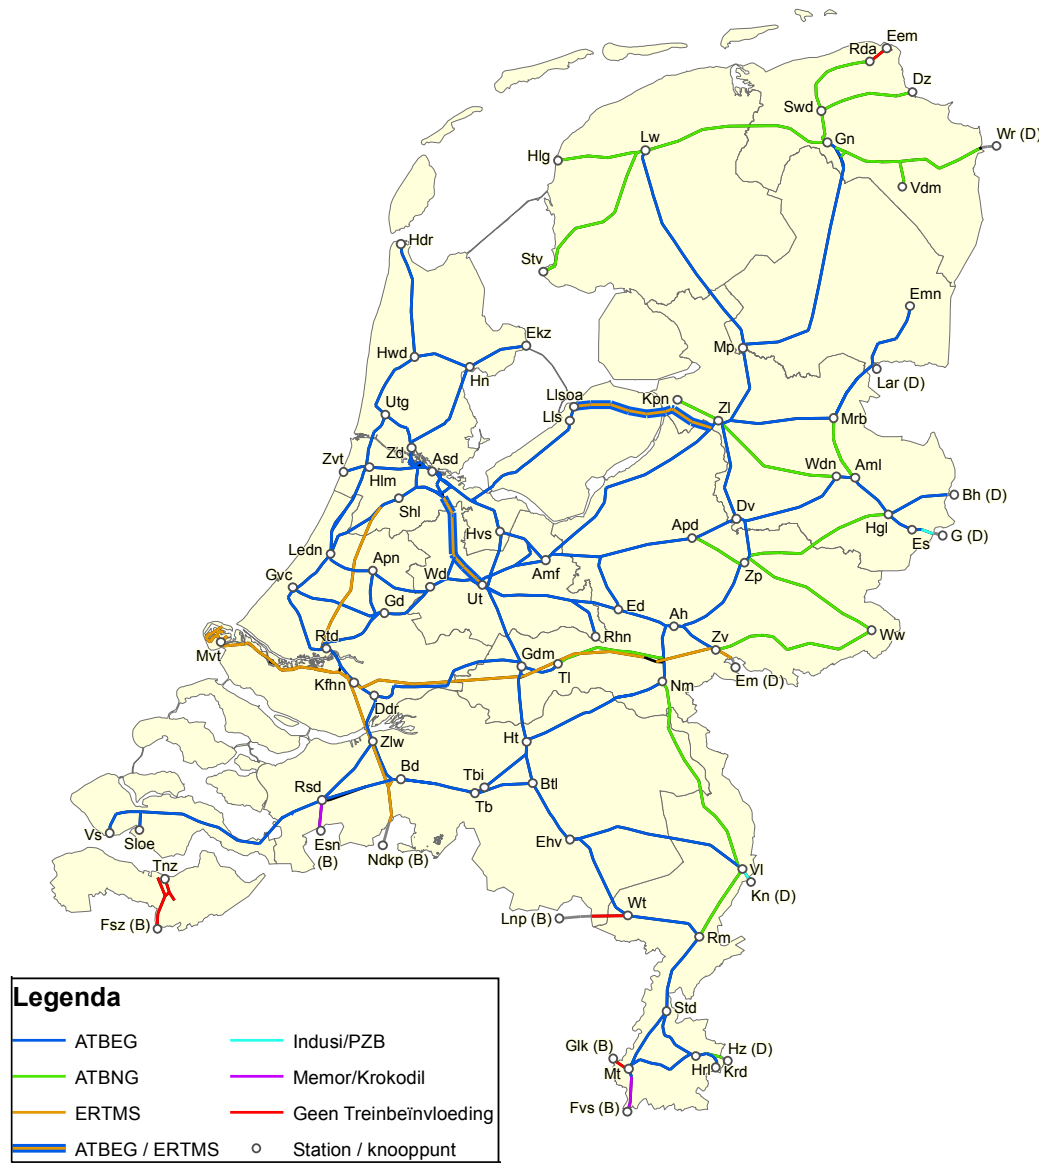 Eem
Rda
Dz
Swd
Wr (D)
Gn
Lw
Hlg
Vdm
Hdr
Stv
Emn
Ekz
Mp
Hwd
Hn
Lar (D)
Llsoa
Kpn
Zl
Utg
Lls
Mrb
Zd
Asd
Zvt
Hlm
Wdn
Aml
Bh (D)
Shl
Hvs
Apd
Dv
Hgl
Es
G (D)
Ledn
Apn
Amf
Zp
Gvc
Wd
Ut
Gd
Ed
Ah
Rtd
Rhn
Zv
Ww
Mvt
Gdm
Tl
Em (D)
Kfhn
Nm
Ddr
Zlw
Ht
Bd
Tbi
Btl
Rsd
Tb
Vs
Sloe
Esn
(B)
Ndkp (B)
Ehv
Tnz
Vl
Kn (D)
Fsz (B)
Lnp (B)
Wt
Rm
Std
Glk (B)
Hz (D)
Mt
Hrl
Krd
Fvs (B)
Legenda
ATBEG
Indusi/PZB
ATBNG
Memor/Krokodil
ERTMS
Geen Treinbeïnvloeding
ATBEG / ERTMS
Station / knooppunt